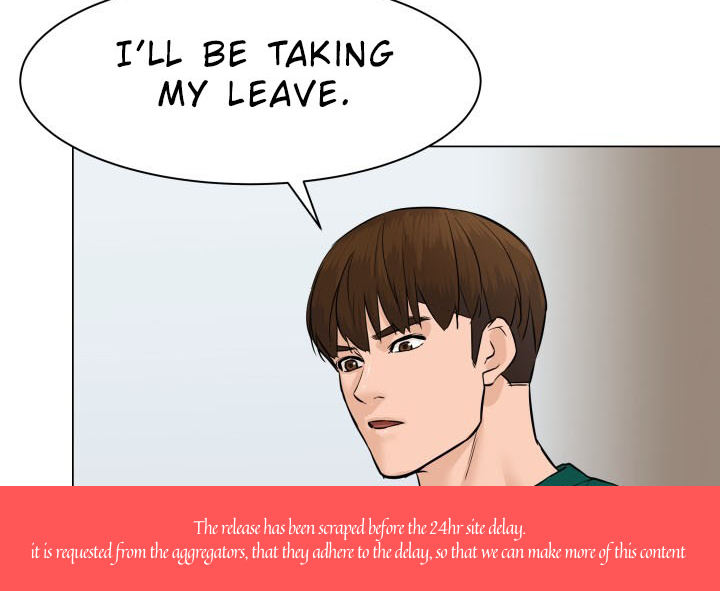 I'LL BE TAKING
MY LEAVE.
The release has been scraped before the 24hr site delay.
it is requested from the aggregators, that they adhere to the delay, so that we can make more of this content